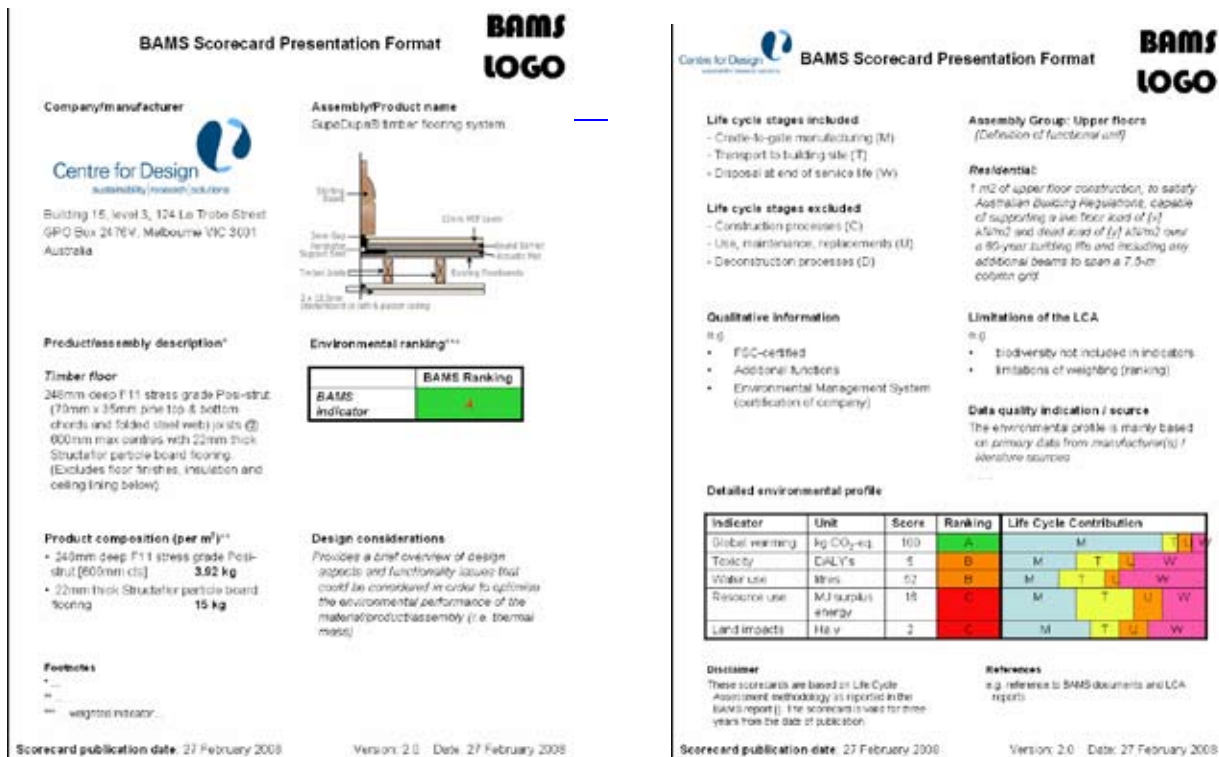 BAMS Scorecard Presentation Format
BAMS
LOGO
Company/manufacturer
Centre for Design
sustainability | research | solutions
Building 15, level 3, 124 La Trobe Street
GPO Box 2476V, Melbourne VIC 3001
Australia
Assembly/Product name
SupeDupa® timber flooring system
Skirting
Board
Sound Barrier
Acoustic Mat
Timber Joists
Existing Floorboards
Product/assembly description*
Timber floor
248mm deep F11 stress grade Posi-strut
(70mm x 35mm pine top & bottom
chords and folded steel web) joists @
600mm max centres with 22mm thick
Structaflor particle board flooring.
(Excludes floor finishes, insulation and
ceiling lining below)
Environmental ranking***
BAMS Ranking
BAMS
indicator
A
Product composition (per m²)**
• 248mm deep F11 stress grade Posi-
strut [600mm cts] 3.92 kg
• 22mm thick Structaflor particle board
flooring 15 kg
Design considerations
Provides a brief overview of design
aspects and functionality issues that
could be considered in order to optimise
the environmental performance of the
material/product/assembly (i.e. thermal
mass)
Footnotes
* ...
** ...
*** weighted indicator...
Scorecard publication date: 27 February 2008 Version: 2.0 Date: 27 February 2008
Centre for Design
sustainability | research | solutions
BAMS Scorecard Presentation Format
BAMS
LOGO
Life cycle stages included
- Cradle-to-gate manufacturing (M)
- Transport to building site (T)
- Disposal at end of service life (W)
Life cycle stages excluded
- Construction processes (C)
- Use, maintenance, replacements (U)
- Deconstruction processes (D)
Assembly Group: Upper floors
[Definition of functional unit]
Residential:
1 m2 of upper floor construction, to satisfy
Australian Building Regulations, capable
of supporting a live floor load of [x]
kN/m2 and dead load of [y] kN/m2 over
a 60-year building life and including any
additional beams to span a 7.5-m
column grid.
Qualitative information
e.g.
• FSC-certified
• Additional functions
• Environmental Management System
(certification of company)
Limitations of the LCA
e.g.
• biodiversity not included in indicators
• limitations of weighting (ranking)
Data quality indication / source
The environmental profile is mainly based
on primary data from manufacturer(s) /
literature sources
Detailed environmental profile
Indicator Unit Score Ranking Life Cycle Contribution
Global warming kg CO₂-eq. 100 A M T U W
Toxicity DALY's 5 B M T U W
Water use litres 52 B M T U W
Resource use MJ surplus
energy 16 C M T U W
Land impacts Ha y 2 C M T U W
Disclaimer
These scorecards are based on Life Cycle
Assessment methodology as reported in the
BAMS report []. The scorecard is valid for three
years from the date of publication
References
e.g. reference to BAMS documents and LCA
reports
Scorecard publication date: 27 February 2008 Version: 2.0 Date: 27 February 2008